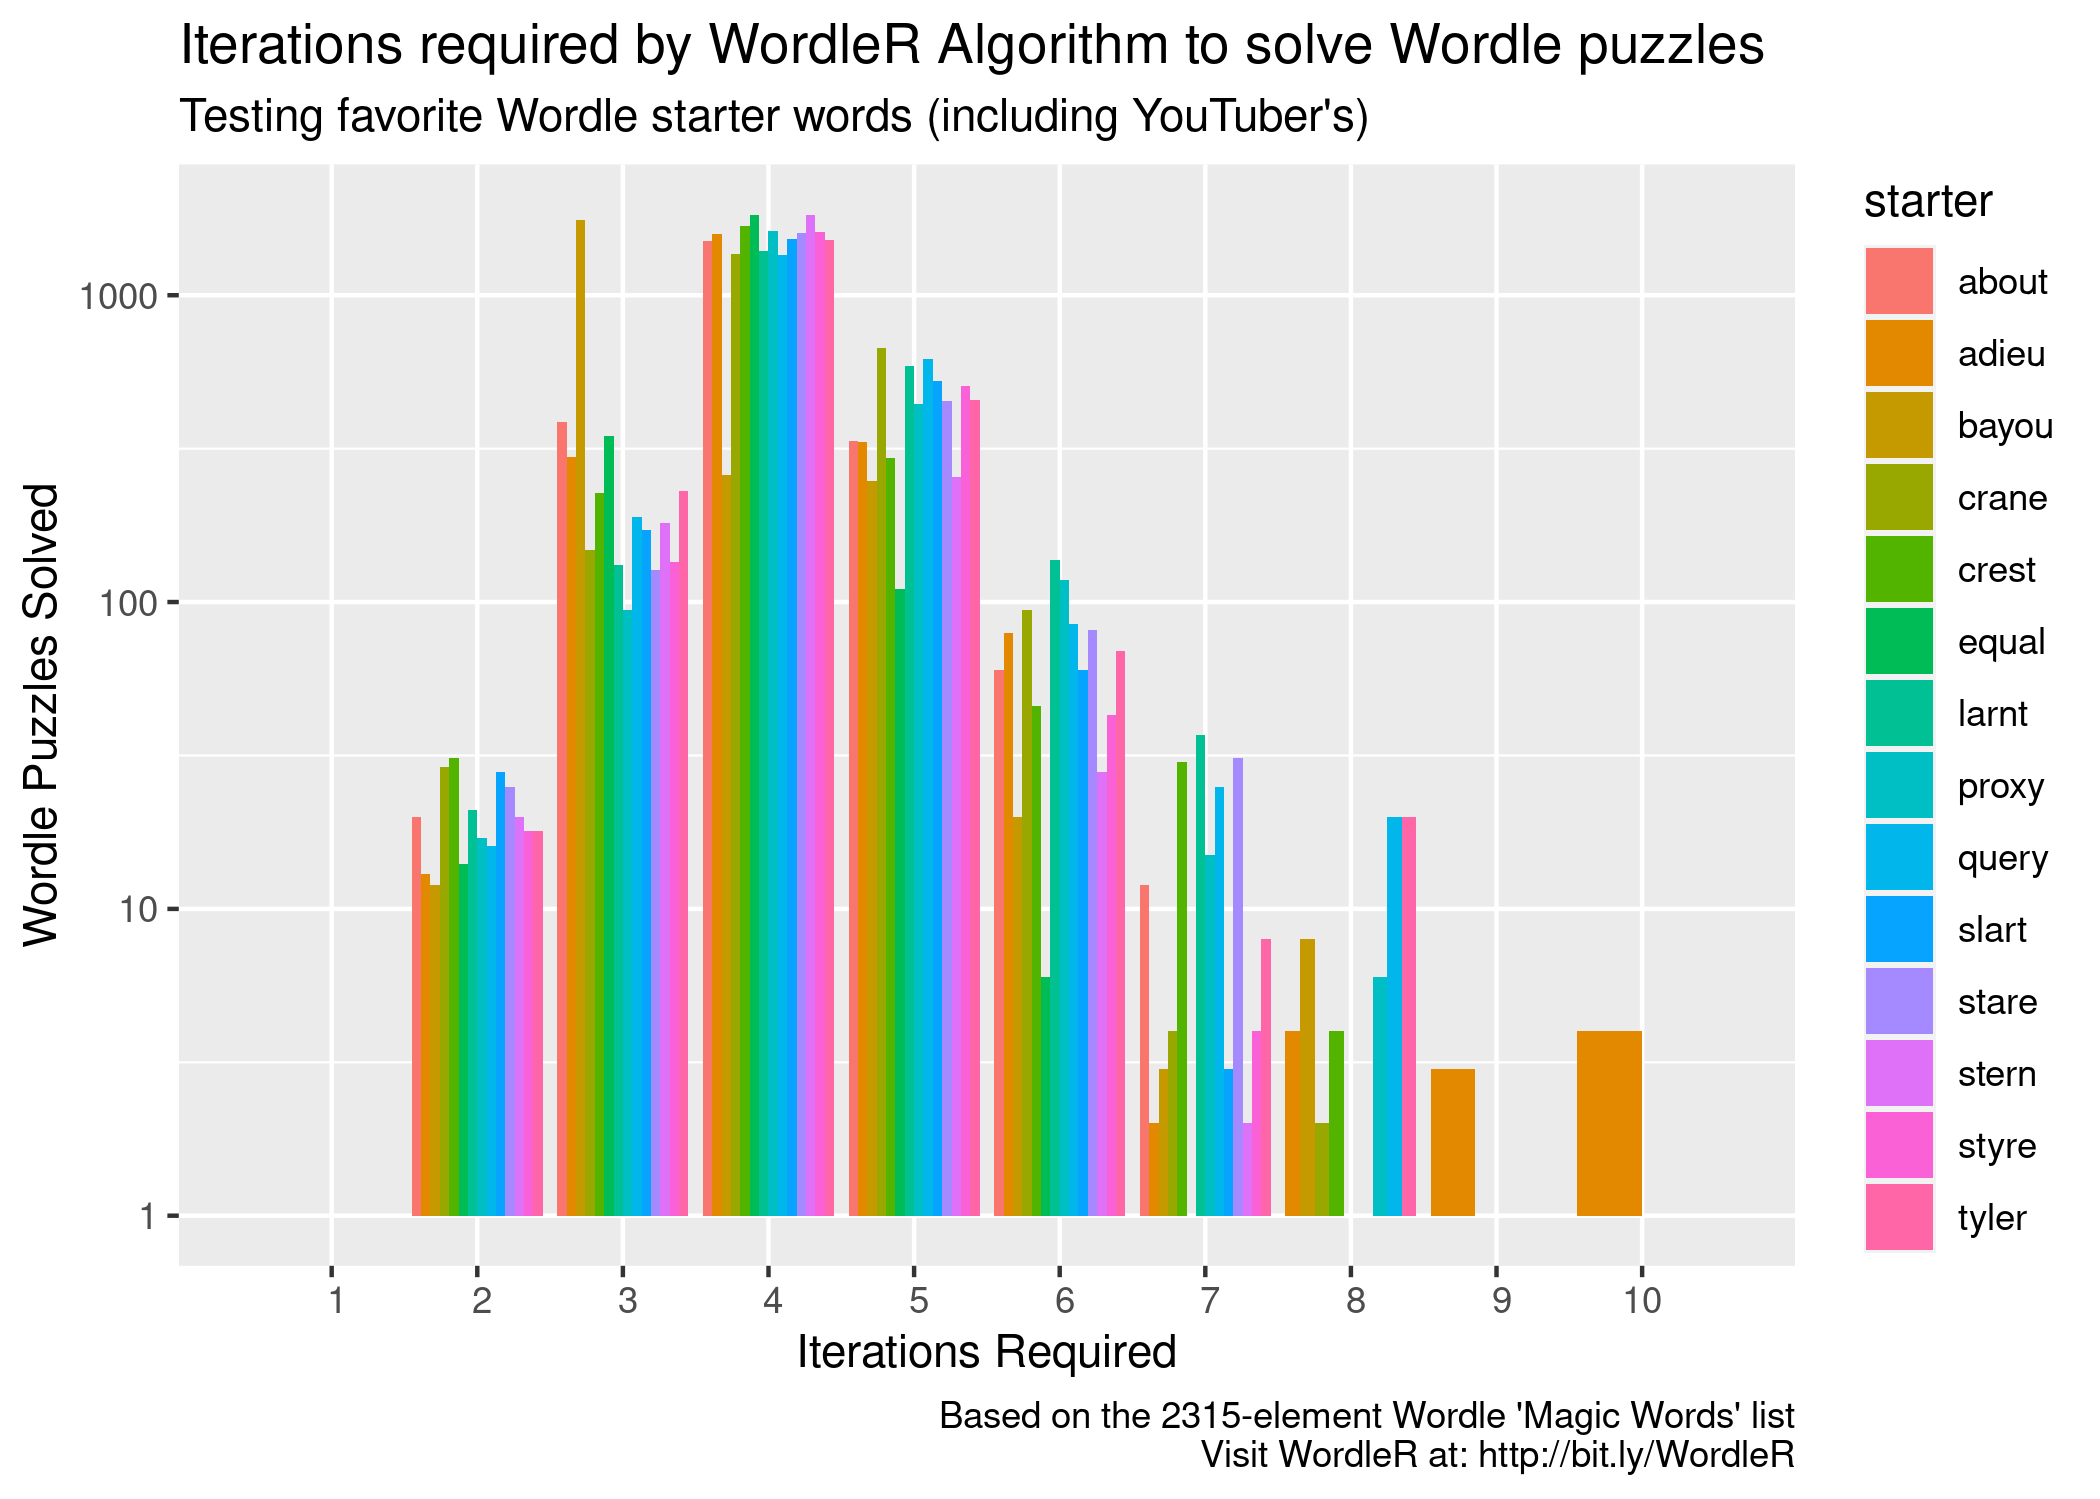 Iterations required by WordleR Algorithm to solve Wordle puzzles
Testing favorite Wordle starter words (including YouTuber's)
Wordle Puzzles Solved
1000
100
10
1
1 2 3 4 5 6 7 8 9 10
Iterations Required
starter
about
adieu
bayou
crane
crest
equal
larnt
proxy
query
slart
stare
stern
styre
tyler
Based on the 2315-element Wordle 'Magic Words' list
Visit WordleR at: http://bit.ly/WordleR